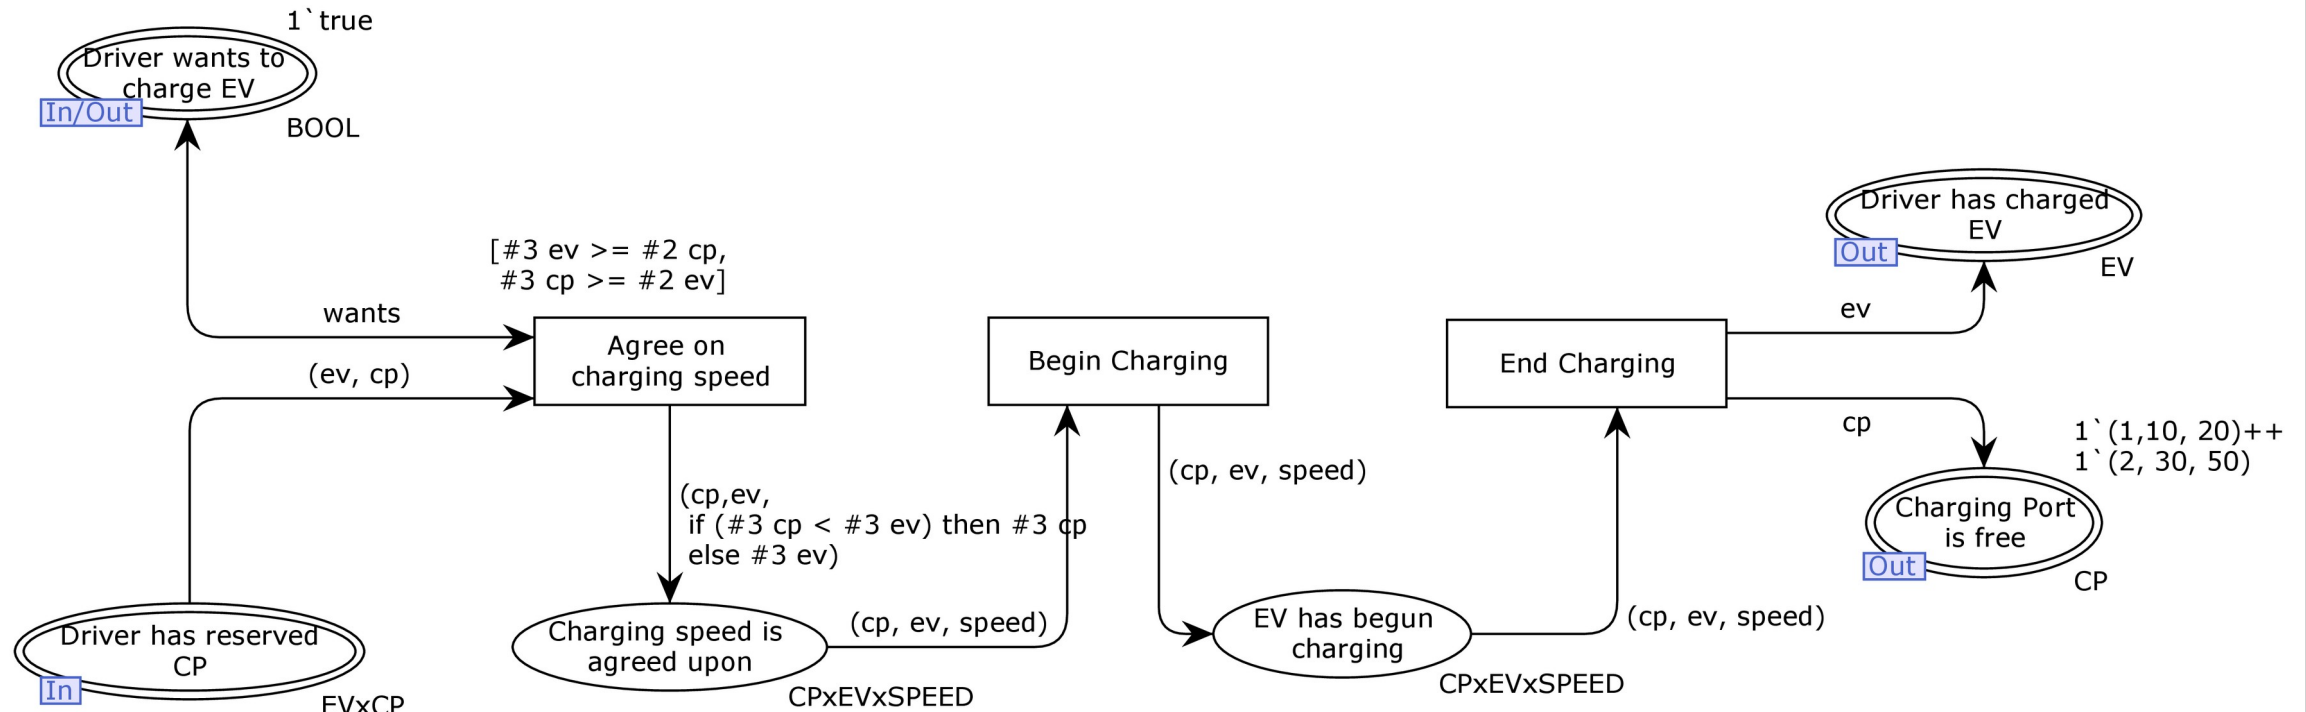 1`true
Driver wants to
charge EV
In/Out
BOOL
[#3 ev >= #2 cp,
#3 cp >= #2 ev]
wants
(ev, cp)
Agree on
charging speed
Begin Charging
End Charging
Driver has charged
EV
Out
EV
ev
cp
1`(1,10, 20)++
1`(2, 30, 50)
Charging Port
is free
Out
CP
(cp,ev,
if (#3 cp < #3 ev) then #3 cp
else #3 ev)
(cp, ev, speed)
Driver has reserved
CP
In
EVxCP
Charging speed is
agreed upon
CPxEVxSPEED
(cp, ev, speed)
EV has begun
charging
CPxEVxSPEED
(cp, ev, speed)